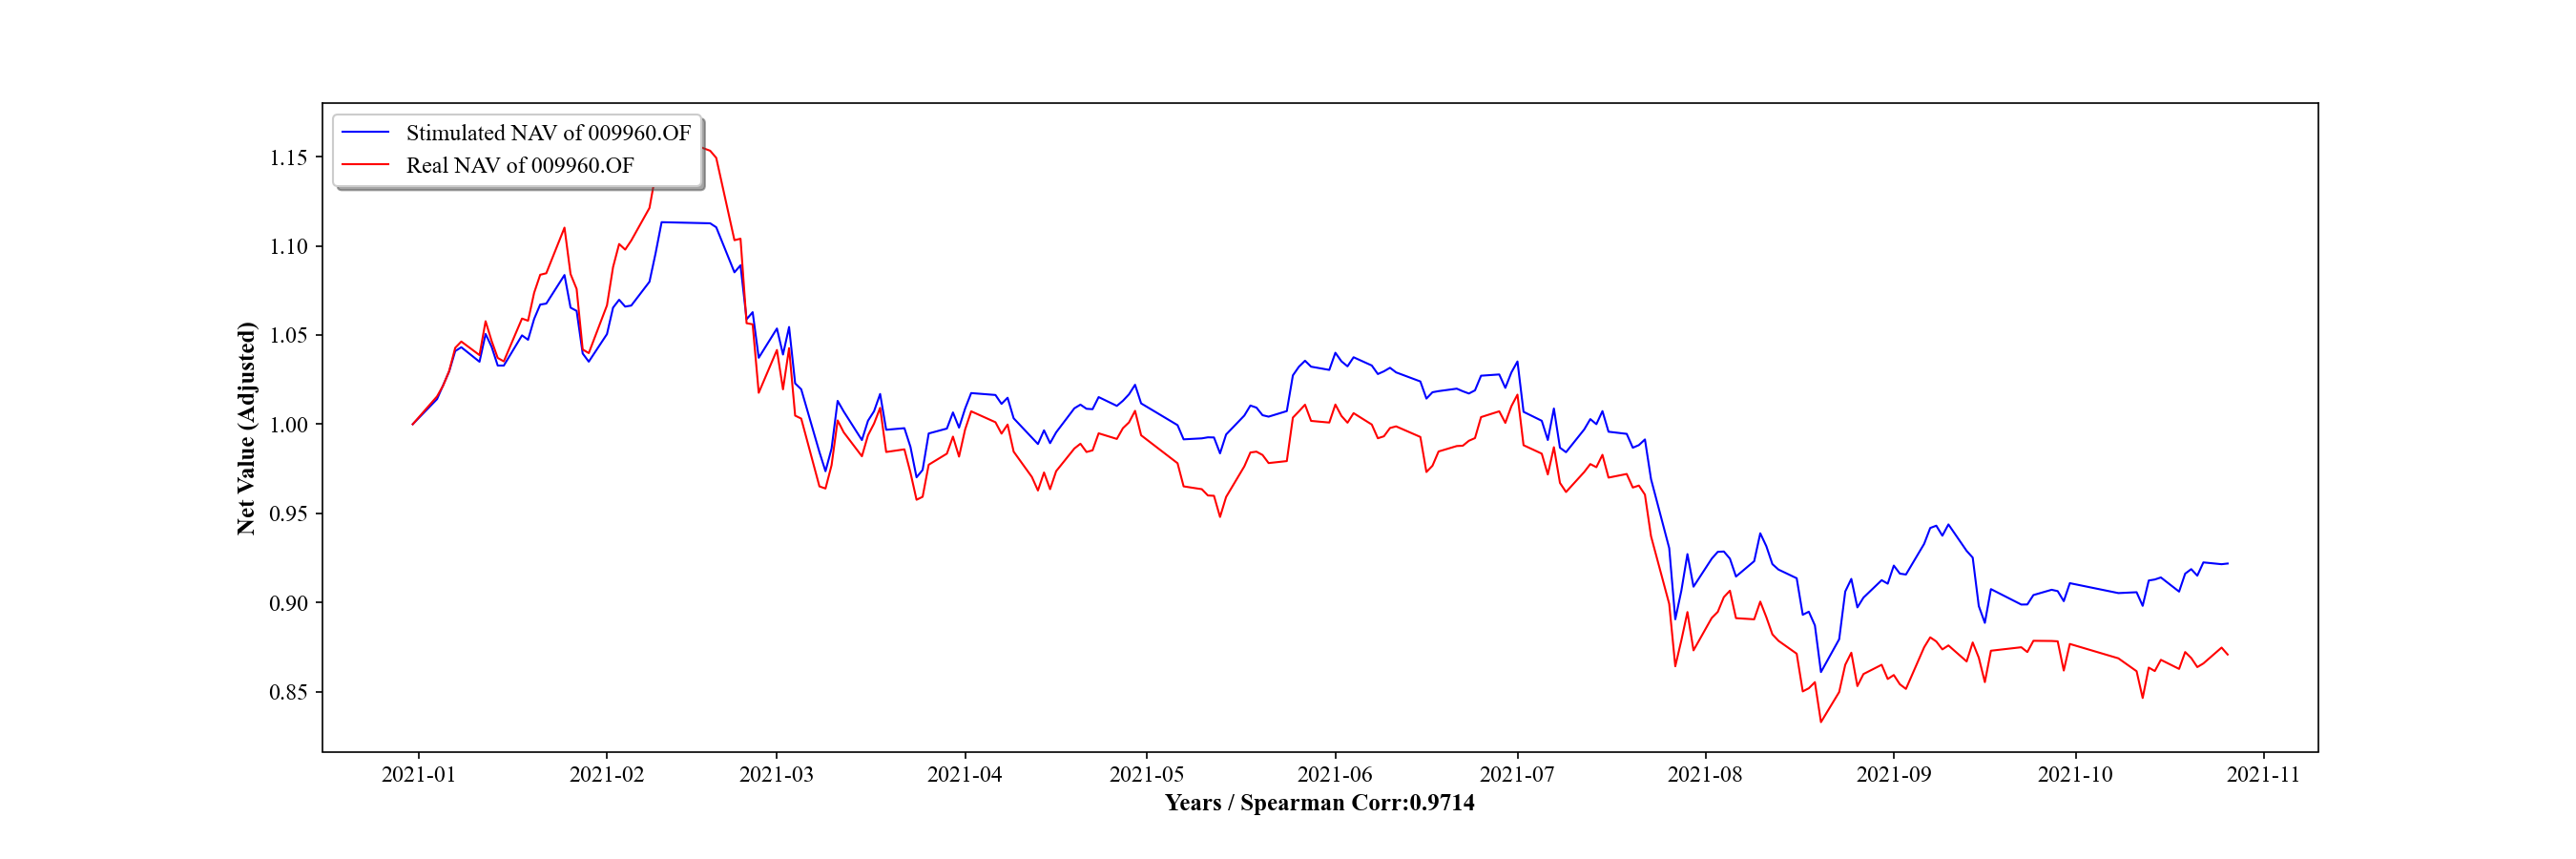 Stimulated NAV of 009960.OF
Real NAV of 009960.OF
Net Value (Adjusted)
1.15
1.10
1.05
1.00
0.95
0.90
0.85
2021-01 2021-02 2021-03 2021-04 2021-05 2021-06 2021-07 2021-08 2021-09 2021-10 2021-11
Years / Spearman Corr:0.9714